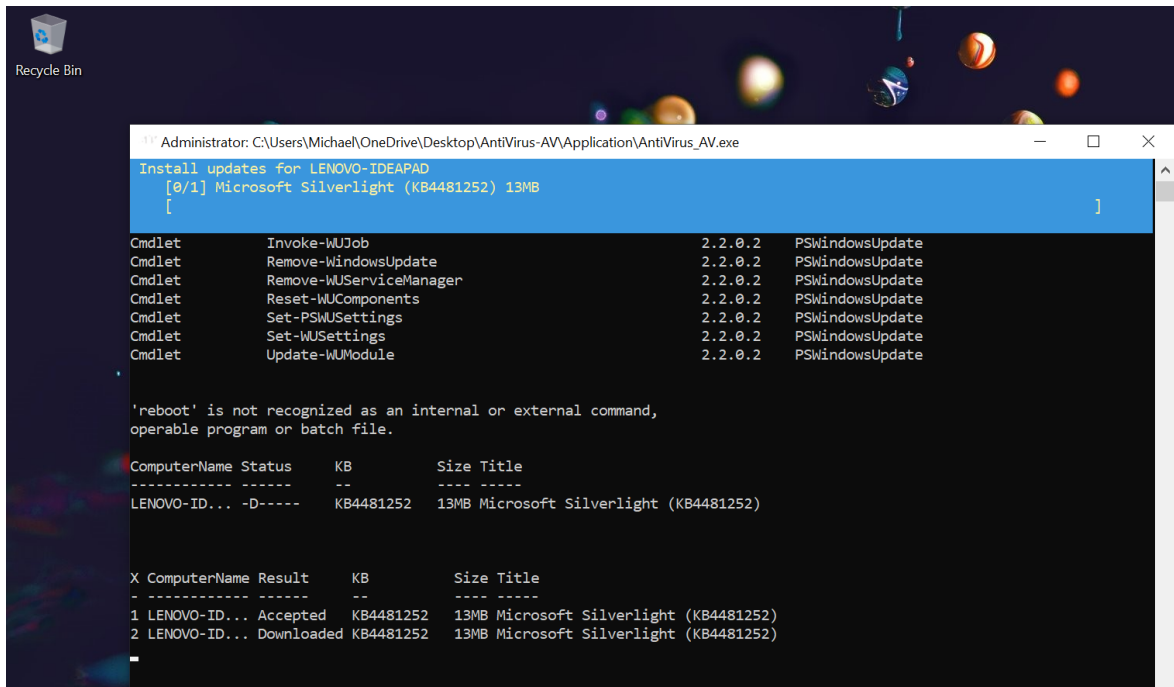 Recycle Bin
Administrator: C:\Users\Michael\OneDrive\Desktop\AntiVirus-AV\Application\AntiVirus_AV.exe
Install updates for LENOVO-IDEAPAD
[0/1] Microsoft Silverlight (KB4481252) 13MB
[ ]
Cmdlet Invoke-WUJob 2.2.0.2 PSWindowsUpdate
Cmdlet Remove-WindowsUpdate 2.2.0.2 PSWindowsUpdate
Cmdlet Remove-WUServiceManager 2.2.0.2 PSWindowsUpdate
Cmdlet Reset-WUComponents 2.2.0.2 PSWindowsUpdate
Cmdlet Set-PSWUSettings 2.2.0.2 PSWindowsUpdate
Cmdlet Set-WUSettings 2.2.0.2 PSWindowsUpdate
Cmdlet Update-WUModule 2.2.0.2 PSWindowsUpdate
'reboot' is not recognized as an internal or external command,
operable program or batch file.
ComputerName Status KB Size Title
------------ ------ -- ---- -----
LENOVO-ID... -D----- KB4481252 13MB Microsoft Silverlight (KB4481252)
X ComputerName Result KB Size Title
- ------------ ------ -- ---- -----
1 LENOVO-ID... Accepted KB4481252 13MB Microsoft Silverlight (KB4481252)
2 LENOVO-ID... Downloaded KB4481252 13MB Microsoft Silverlight (KB4481252)